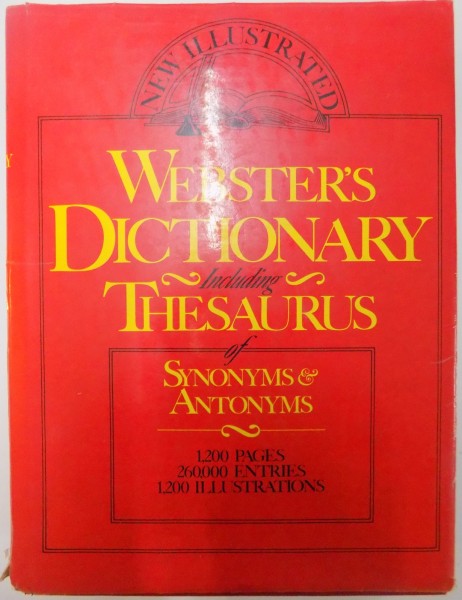 NEW ILLUSTRATED
WEBSTER'S
DICTIONARY
Including
THESAURUS
of
SYNONYMS &
ANTONYMS
1,200 PAGES
260,000 ENTRIES
1,200 ILLUSTRATIONS